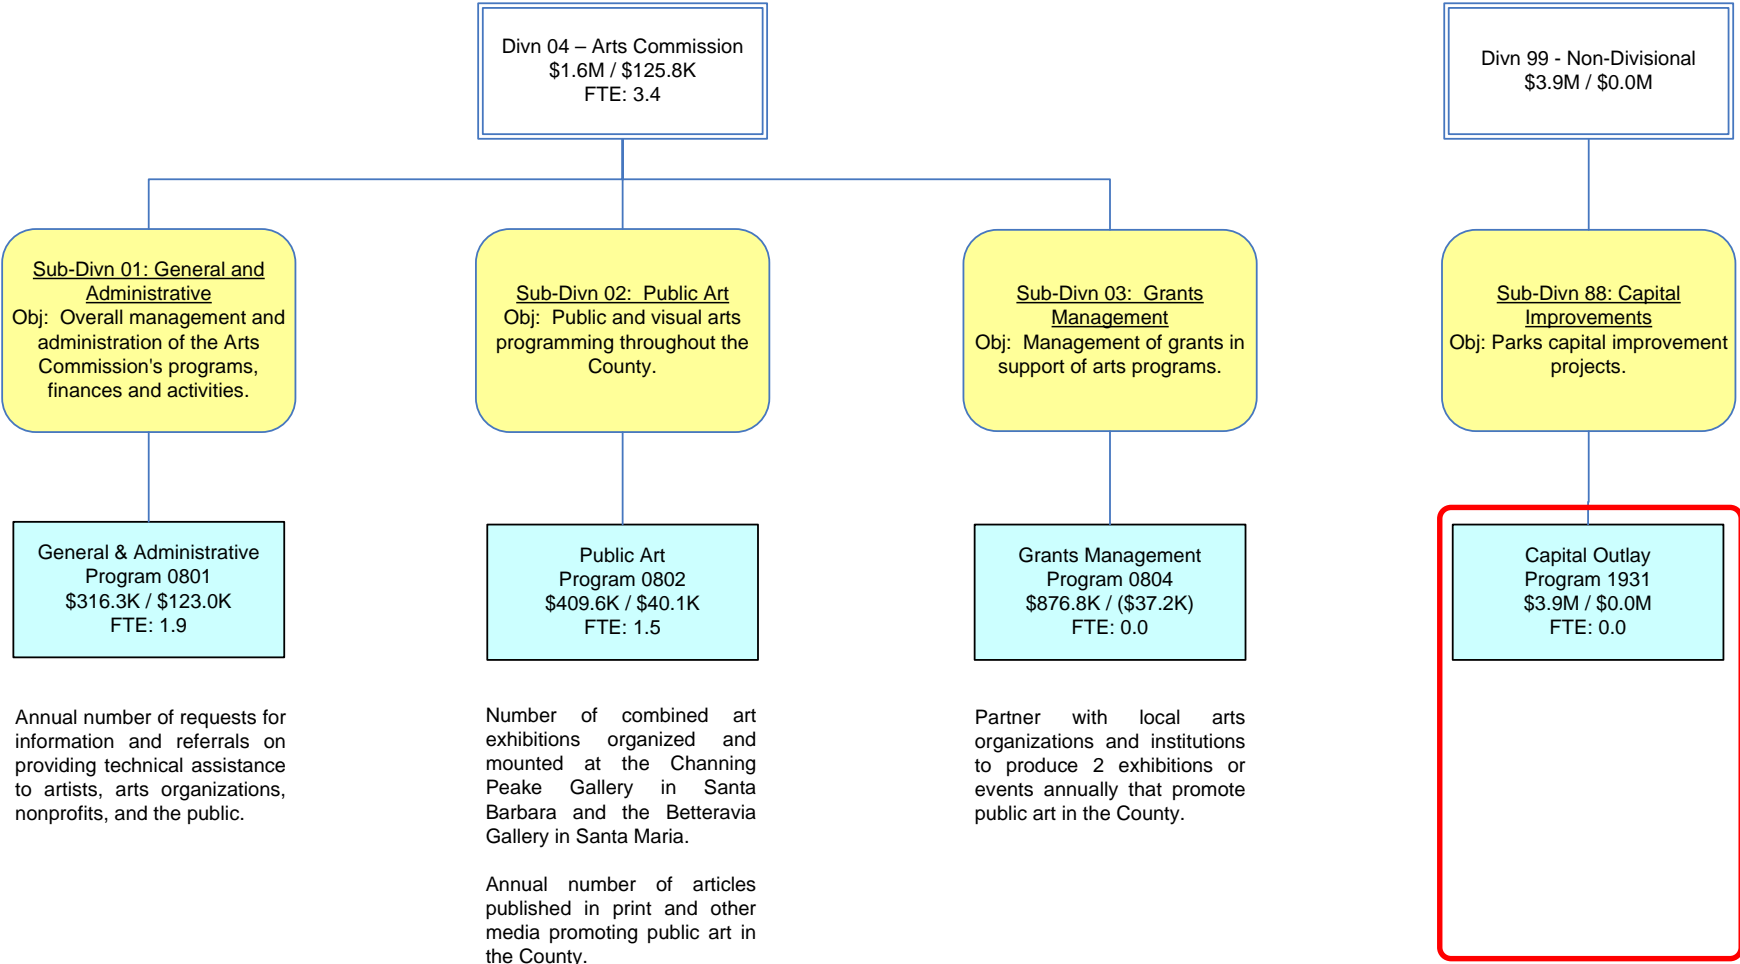 Divn 04 – Arts Commission
$1.6M / $125.8K
FTE: 3.4
Divn 99 - Non-Divisional
$3.9M / $0.0M
Sub-Divn 01: General and
Administrative
Obj:  Overall management and
administration of the Arts
Commission's programs,
finances and activities.
Sub-Divn 02:  Public Art
Obj:  Public and visual arts
programming throughout the
County.
Sub-Divn 03:  Grants
Management
Obj:  Management of grants in
support of arts programs.
Sub-Divn 88: Capital
Improvements
Obj: Parks capital improvement
projects.
General & Administrative
Program 0801
$316.3K / $123.0K
FTE: 1.9
Public Art
Program 0802
$409.6K / $40.1K
FTE: 1.5
Grants Management
Program 0804
$876.8K / ($37.2K)
FTE: 0.0
Capital Outlay
Program 1931
$3.9M / $0.0M
FTE: 0.0
Annual number of requests for
information and referrals on
providing technical assistance
to artists, arts organizations,
nonprofits, and the public.
Number of combined art
exhibitions organized and
mounted at the Channing
Peake Gallery in Santa
Barbara and the Betteravia
Gallery in Santa Maria.
Annual number of articles
published in print and other
media promoting public art in
the County.
Partner with local arts
organizations and institutions
to produce 2 exhibitions or
events annually that promote
public art in the County.